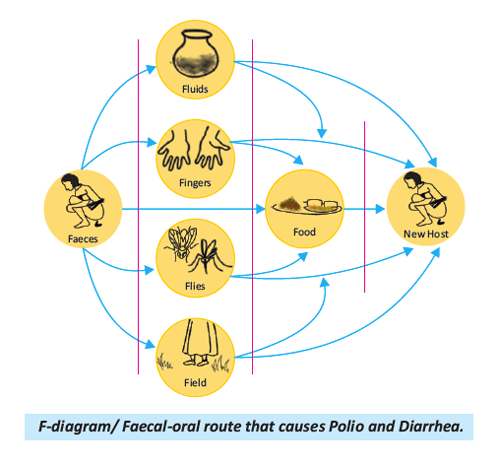 Fluids
Fingers
Faeces
Food
New Host
Flies
Field
F-diagram/ Faecal-oral route that causes Polio and Diarrhea.